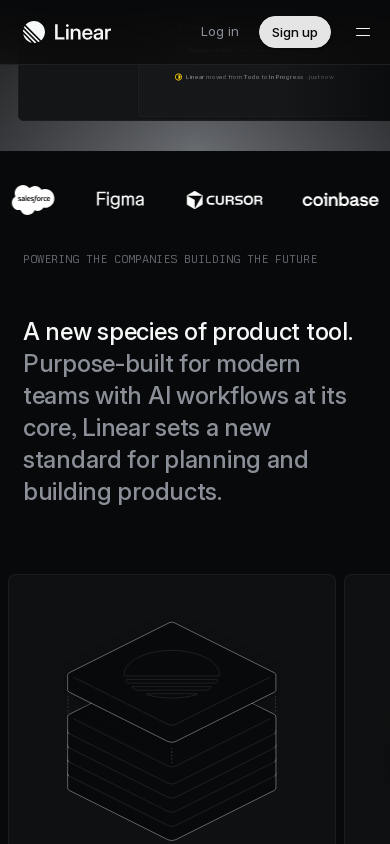 Linear
Log in
Sign up
Linear moved from Todo to In Progress · just now
salesforce
Figma
CURSOR
coinbase
POWERING THE COMPANIES BUILDING THE FUTURE
A new species of product tool.
Purpose-built for modern
teams with AI workflows at its
core, Linear sets a new
standard for planning and
building products.